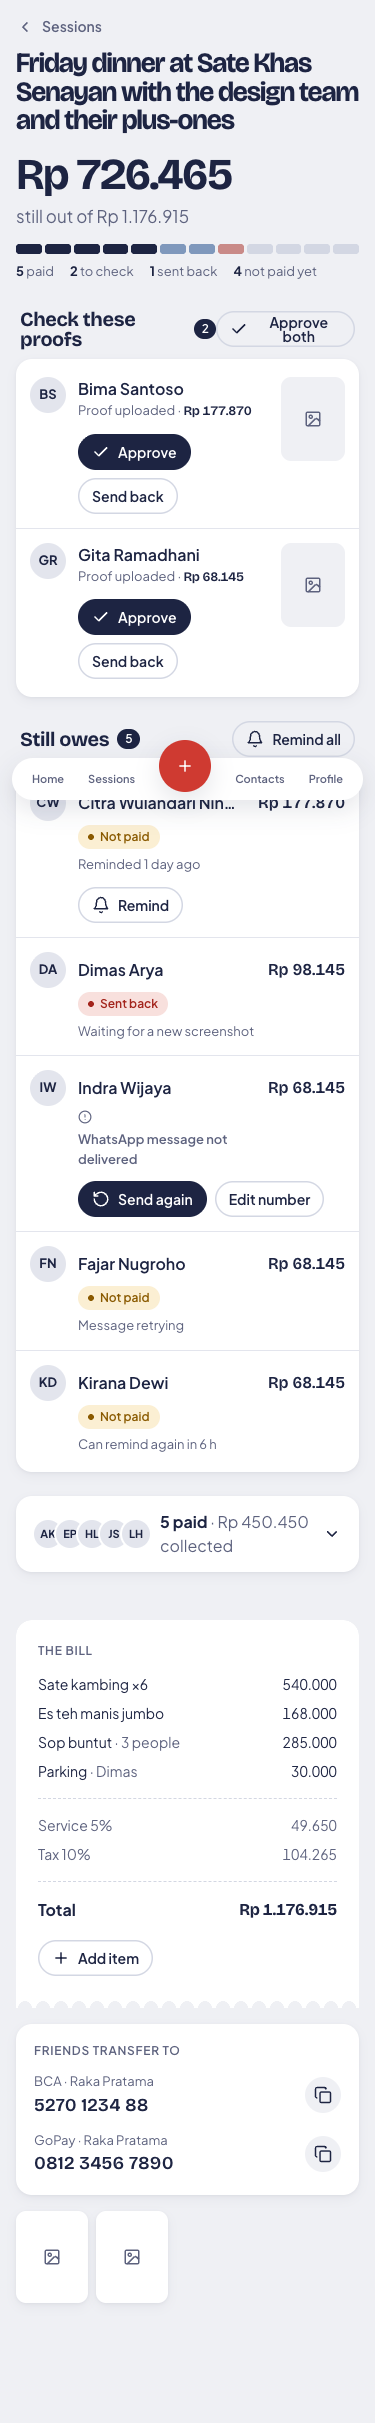 Sessions
Friday dinner at Sate Khas
Senayan with the design team
and their plus-ones
Rp 726.465
still out of Rp 1.176.915
5 paid 2 to check 1 sent back 4 not paid yet
Check these
proofs
2
Approve
both
BS
Bima Santoso
Proof uploaded · Rp 177.870
Approve
Send back
GR
Gita Ramadhani
Proof uploaded · Rp 68.145
Approve
Send back
Still owes 5
Remind all
Home Sessions Contacts Profile
CW Citra Wulandari Nin... Rp 177.870
Not paid
Reminded 1 day ago
Remind
DA Dimas Arya Rp 98.145
Sent back
Waiting for a new screenshot
IW Indra Wijaya Rp 68.145
WhatsApp message not
delivered
Send again Edit number
FN Fajar Nugroho Rp 68.145
Not paid
Message retrying
KD Kirana Dewi Rp 68.145
Not paid
Can remind again in 6 h
AK EP HL JS LH
5 paid · Rp 450.450
collected
THE BILL
Sate kambing ×6 540.000
Es teh manis jumbo 168.000
Sop buntut · 3 people 285.000
Parking · Dimas 30.000
Service 5% 49.650
Tax 10% 104.265
Total Rp 1.176.915
Add item
FRIENDS TRANSFER TO
BCA · Raka Pratama
5270 1234 88
GoPay · Raka Pratama
0812 3456 7890